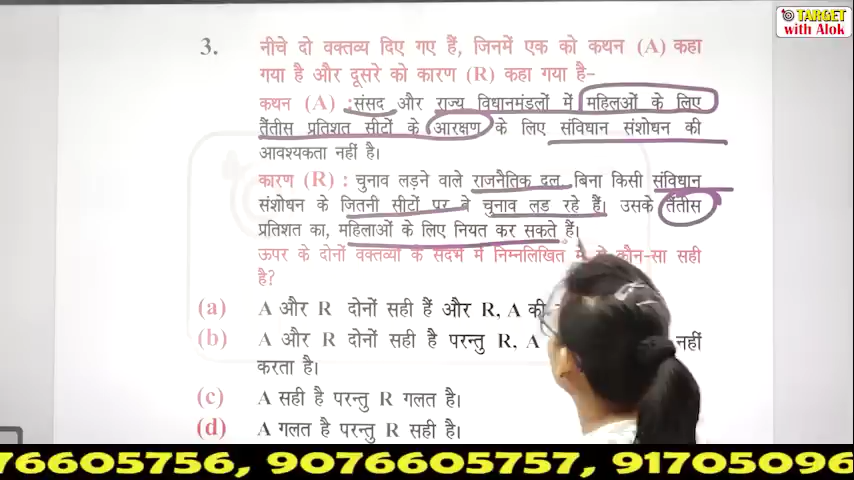 TARGET
with Alok
3. नीचे दो वक्तव्य दिए गए हैं, जिनमें एक को कथन (A) कहा
गया है और दूसरे को कारण (R) कहा गया है-
कथन (A) : संसद और राज्य विधानमंडलों में महिलाओं के लिए
तैंतीस प्रतिशत सीटों के आरक्षण के लिए संविधान संशोधन की
आवश्यकता नहीं है।
कारण (R) : चुनाव लड़ने वाले राजनैतिक दल बिना किसी संविधान
संशोधन के जितनी सीटों पर वे चुनाव लड़ रहे हैं। उसके तैंतीस
प्रतिशत का, महिलाओं के लिए नियत कर सकते हैं।
ऊपर के दोनों वक्तव्यों के संदर्भ में निम्नलिखित में से कौन-सा सही
है?
(a) A और R दोनों सही हैं और R, A की
(b) A और R दोनों सही है परन्तु R, A नहीं
करता है।
(c) A सही है परन्तु R गलत है।
(d) A गलत है परन्तु R सही है।
76605756, 9076605757, 91705096